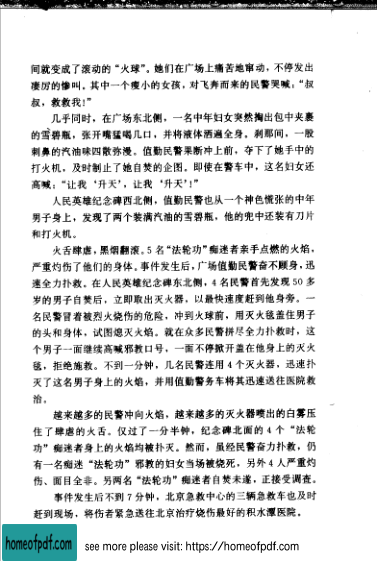 间就变成了滚动的“火球”。她们在广场上痛苦地窜动，不停发出
凄厉的惨叫。其中一个瘦小的女孩，对飞奔而来的民警哭喊：“叔
叔，救救我！”
几乎同时，在广场东北侧，一名中年妇女突然掏出包中夹裹
的雪碧瓶，张开嘴猛喝几口，并将液体洒遍全身。刹那间，一股
刺鼻的汽油味四散弥漫。值勤民警果断冲上前，夺下了她手中的
打火机，及时制止了她自焚的企图。即使在警车中，这名妇女还
高喊：“让我‘升天’，让我‘升天’！”
人民英雄纪念碑西北侧，值勤民警也从一个神色慌张的中年
男子身上，发现了两个装满汽油的雪碧瓶，他的兜中还装有刀片
和打火机。
火舌肆虐，黑烟翻滚。5 名“法轮功”痴迷者亲手点燃的火焰，
严重灼伤了他们的身体。事件发生后，广场值勤民警奋不顾身，迅
速全力扑救。在人民英雄纪念碑东北侧，4 名民警首先发现 50 多
岁的男子自焚后，立即取出灭火器，以最快速度赶到他身旁。一
名民警冒着被烈火烧伤的危险，冲到火球前，用灭火毯盖住男子
的头和身体，试图熄灭火焰。就在众多民警拼尽全力扑救时，这
个男子一面继续高喊邪教口号，一面不停掀开盖在他身上的灭火
毯，拒绝施救。不到一分钟，几名民警连用 4 个灭火器，迅速扑
灭了这名男子身上的火焰，并用值勤警务车将其迅速送往医院救
治。
越来越多的民警冲向火焰，越来越多的灭火器喷出的白雾压
住了肆虐的火舌。仅过了一分半钟，纪念碑北面的 4 个“法轮
功”痴迷者身上的火焰均被扑灭。然而，虽经民警奋力扑救，仍
有一名痴迷“法轮功”邪教的妇女当场被烧死，另外 4 人严重灼
伤、面目全非。另两名“法轮功”痴迷者自焚未遂，正接受调查。
事件发生后不到 7 分钟，北京急救中心的三辆急救车也及时
赶到现场，将伤者紧急送往北京治疗烧伤最好的积水潭医院。
homeofpdf.com
see more please visit: https://homeofpdf.com